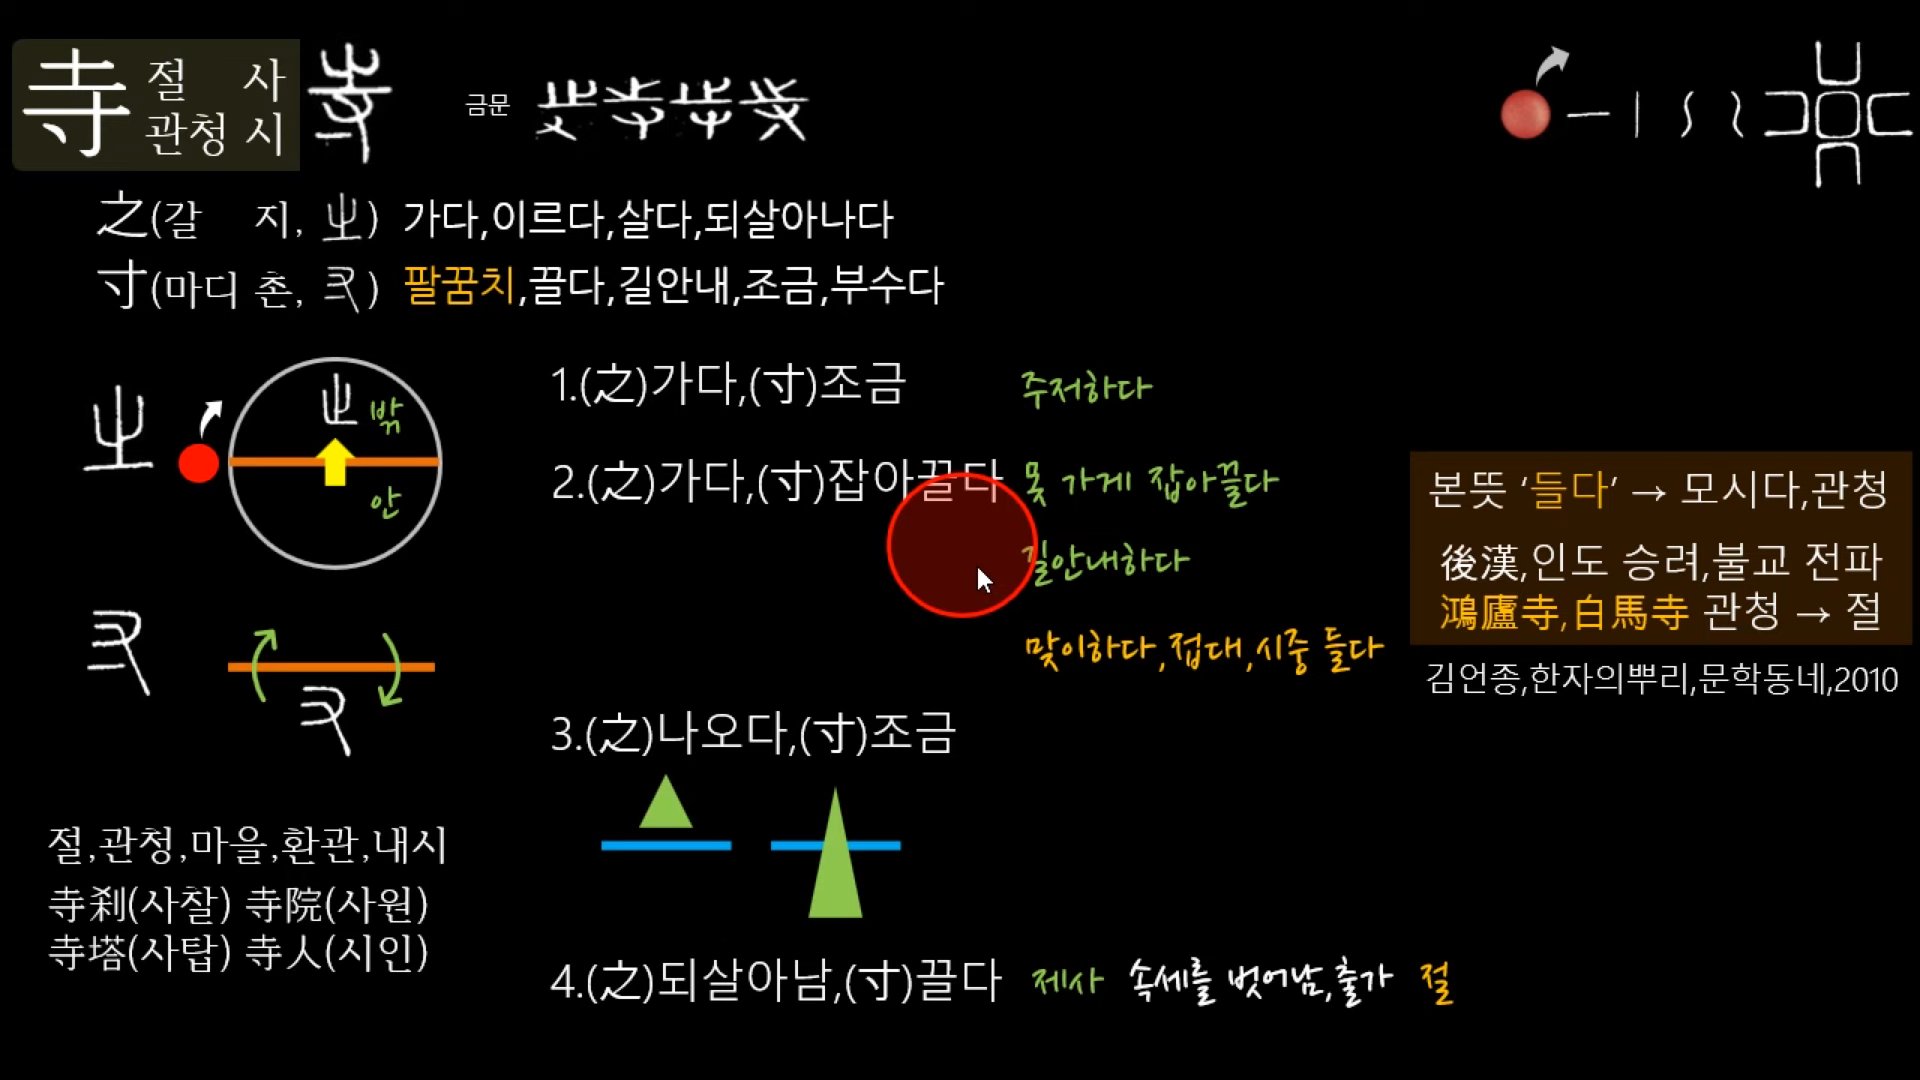 寺 절 사
관청 시
금문
之(갈 지, 㞢) 가다,이르다,살다,되살아나다
寸(마디 촌, ) 팔꿈치,끌다,길안내,조금,부수다
밖
안
1.(之)가다,(寸)조금 주저하다
2.(之)가다,(寸)잡아끌다 못 가게 잡아끌다
길안내하다
맞이하다,접대,시중 들다
3.(之)나오다,(寸)조금
4.(之)되살아남,(寸)끌다 제사 속세를 벗어남,출가 절
절,관청,마을,환관,내시
寺刹(사찰) 寺院(사원)
寺塔(사탑) 寺人(시인)
본뜻 ‘들다’ → 모시다,관청
後漢,인도 승려,불교 전파
鴻廬寺,白馬寺 관청 → 절
김언종,한자의뿌리,문학동네,2010